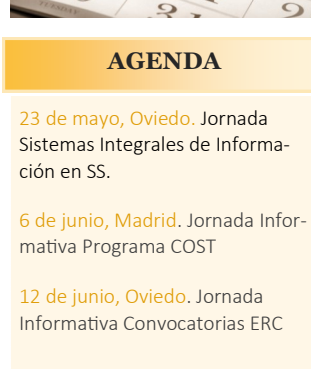 TUESDAY
AGENDA
23 de mayo, Oviedo. Jornada
Sistemas Integrales de Informa-
ción en SS.
6 de junio, Madrid. Jornada Infor-
mativa Programa COST
12 de junio, Oviedo. Jornada
Informativa Convocatorias ERC